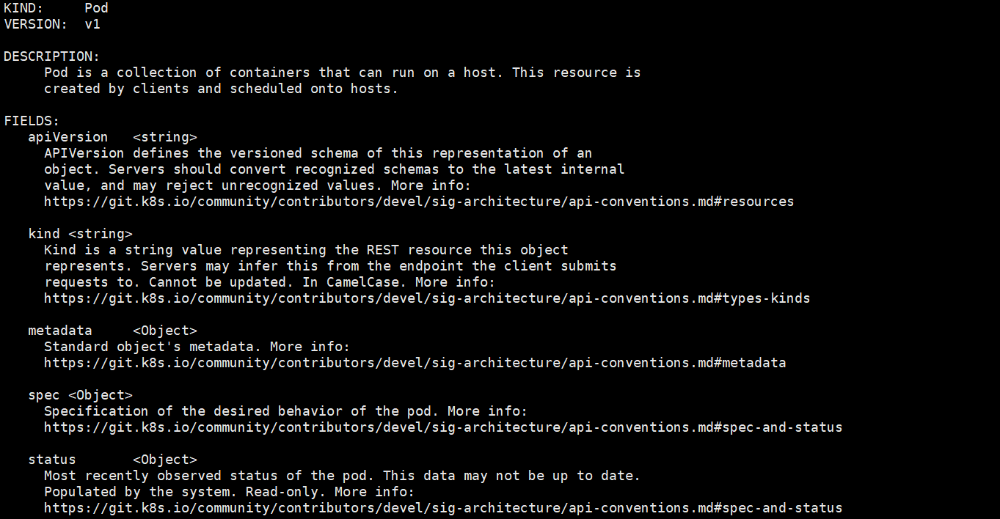 KIND:     Pod
VERSION:  v1
DESCRIPTION:
     Pod is a collection of containers that can run on a host. This resource is
     created by clients and scheduled onto hosts.
FIELDS:
   apiVersion   <string>
     APIVersion defines the versioned schema of this representation of an
     object. Servers should convert recognized schemas to the latest internal
     value, and may reject unrecognized values. More info:
     https://git.k8s.io/community/contributors/devel/sig-architecture/api-conventions.md#resources
   kind <string>
     Kind is a string value representing the REST resource this object
     represents. Servers may infer this from the endpoint the client submits
     requests to. Cannot be updated. In CamelCase. More info:
     https://git.k8s.io/community/contributors/devel/sig-architecture/api-conventions.md#types-kinds
   metadata     <Object>
     Standard object's metadata. More info:
     https://git.k8s.io/community/contributors/devel/sig-architecture/api-conventions.md#metadata
   spec <Object>
     Specification of the desired behavior of the pod. More info:
     https://git.k8s.io/community/contributors/devel/sig-architecture/api-conventions.md#spec-and-status
   status       <Object>
     Most recently observed status of the pod. This data may not be up to date.
     Populated by the system. Read-only. More info:
     https://git.k8s.io/community/contributors/devel/sig-architecture/api-conventions.md#spec-and-status